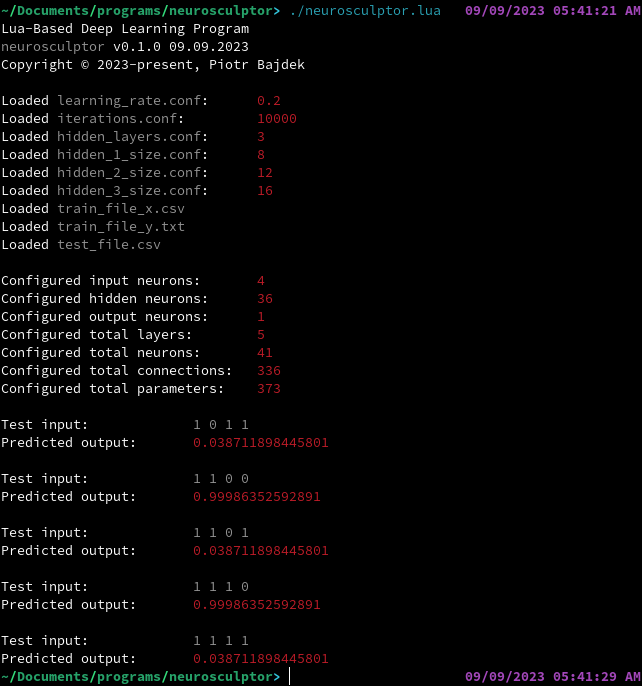 ~/Documents/programs/neurosculptor> ./neurosculptor.lua 09/09/2023 05:41:21 AM
Lua-Based Deep Learning Program
neurosculptor v0.1.0 09.09.2023
Copyright © 2023-present, Piotr Bajdek
Loaded learning_rate.conf: 0.2
Loaded iterations.conf: 10000
Loaded hidden_layers.conf: 3
Loaded hidden_1_size.conf: 8
Loaded hidden_2_size.conf: 12
Loaded hidden_3_size.conf: 16
Loaded train_file_x.csv
Loaded train_file_y.txt
Loaded test_file.csv
Configured input neurons: 4
Configured hidden neurons: 36
Configured output neurons: 1
Configured total layers: 5
Configured total neurons: 41
Configured total connections: 336
Configured total parameters: 373
Test input: 1 0 1 1
Predicted output: 0.038711898445801
Test input: 1 1 0 0
Predicted output: 0.99986352592891
Test input: 1 1 0 1
Predicted output: 0.038711898445801
Test input: 1 1 1 0
Predicted output: 0.99986352592891
Test input: 1 1 1 1
Predicted output: 0.038711898445801
~/Documents/programs/neurosculptor> 09/09/2023 05:41:29 AM